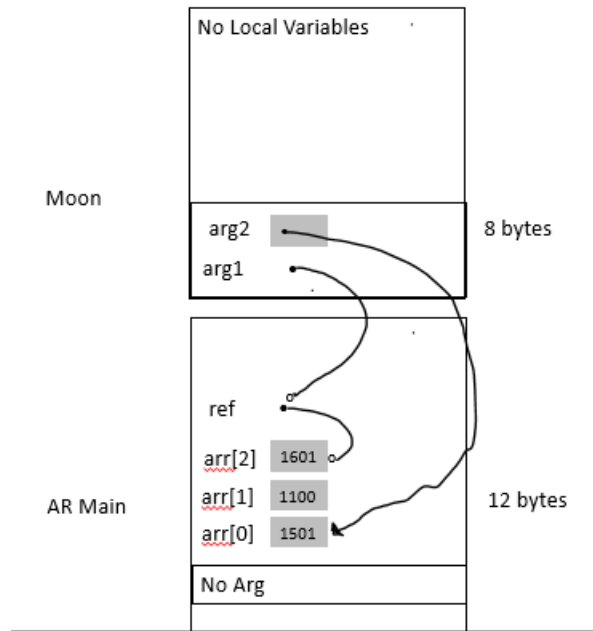 No Local Variables
Moon
arg2
8 bytes
arg1
ref
arr[2] 1601
arr[1] 1100
AR Main
12 bytes
arr[0] 1501
No Arg